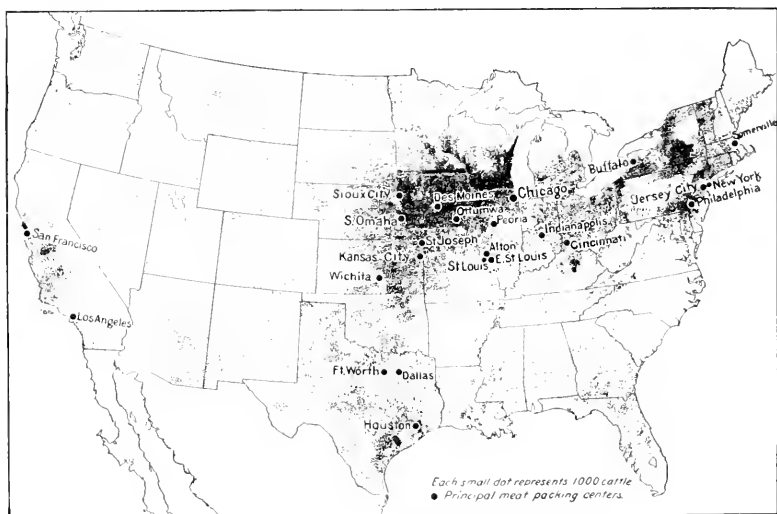 Somerville
Buffalo
Chicago
New York
Jersey City
Philadelphia
Sioux City
Des Moines
Ottumwa
S. Omaha
Peoria
Indianapolis
Cincinnati
San Francisco
St Joseph
Alton
Kansas City
St Louis
E. St Louis
Wichita
Los Angeles
Ft. Worth
Dallas
Houston
Each small dot represents 1000 cattle
Principal meat packing centers.